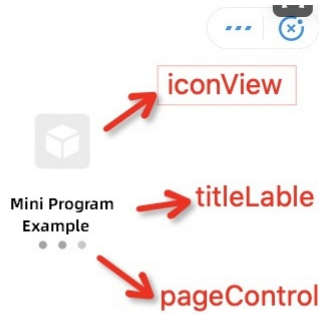 iconView
titleLable
Mini Program
Example
pageControl